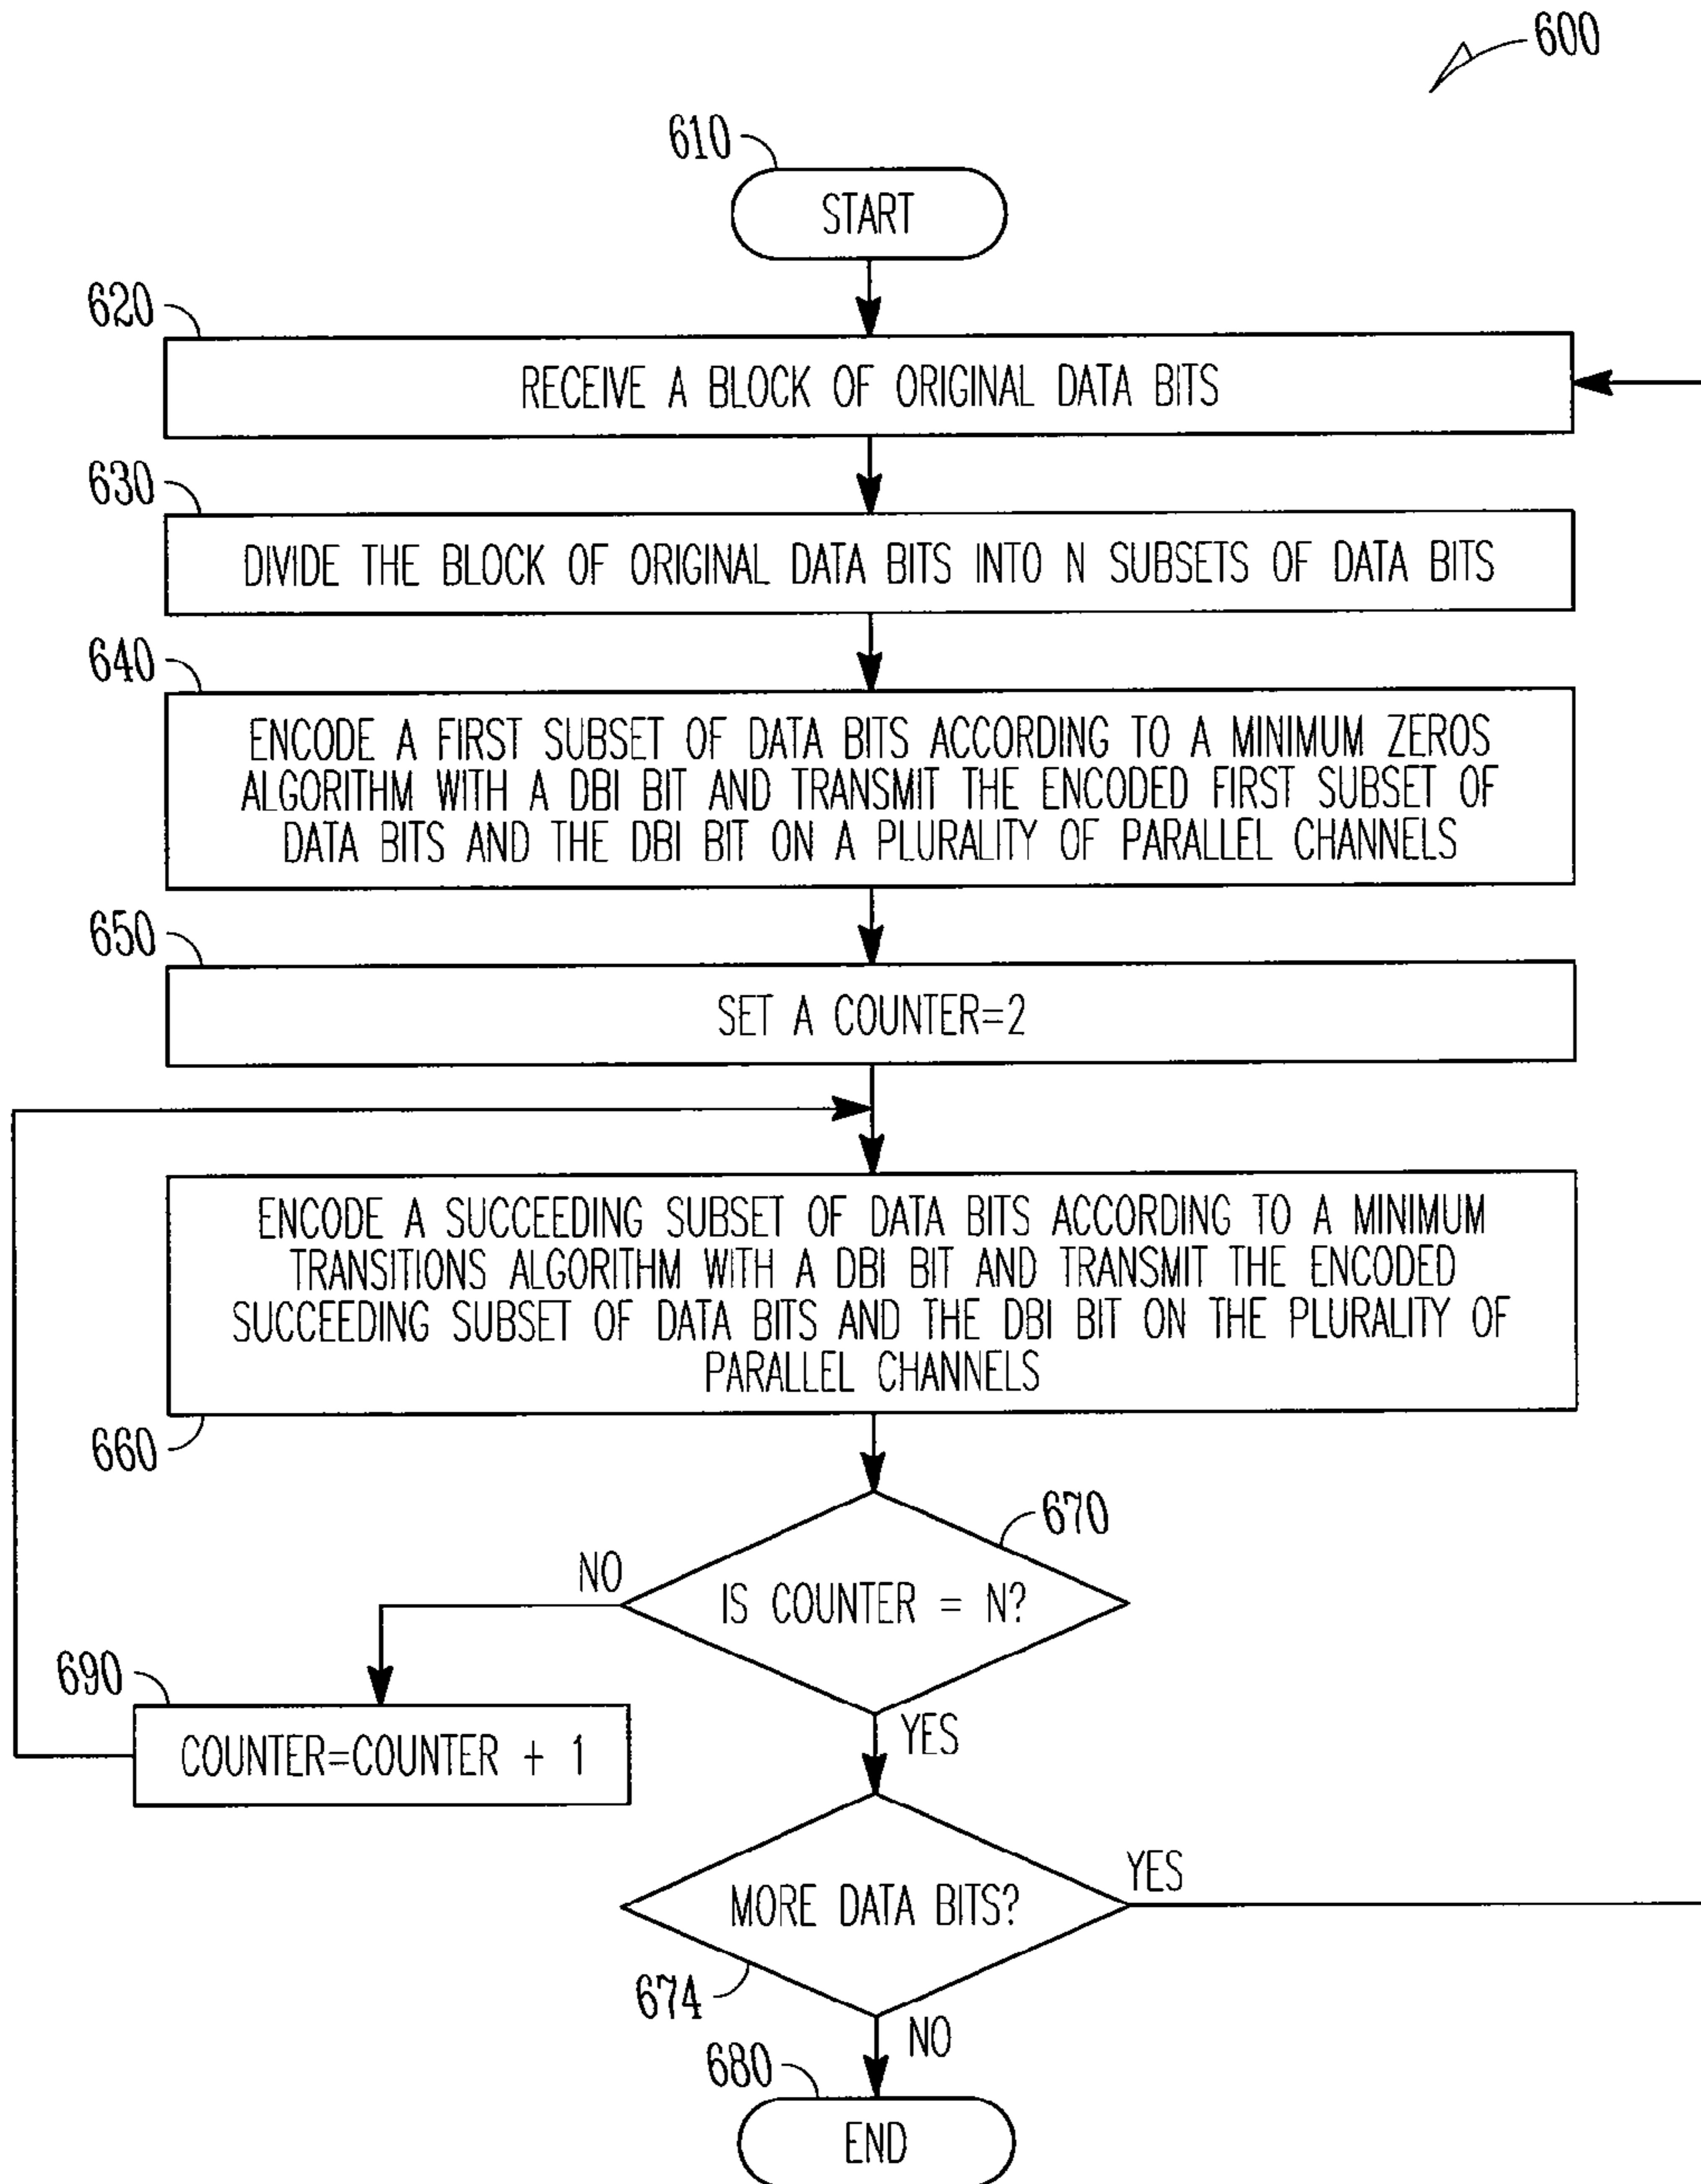 600
610
START
620
RECEIVE A BLOCK OF ORIGINAL DATA BITS
630
DIVIDE THE BLOCK OF ORIGINAL DATA BITS INTO N SUBSETS OF DATA BITS
640
ENCODE A FIRST SUBSET OF DATA BITS ACCORDING TO A MINIMUM ZEROS
ALGORITHM WITH A DBI BIT AND TRANSMIT THE ENCODED FIRST SUBSET OF
DATA BITS AND THE DBI BIT ON A PLURALITY OF PARALLEL CHANNELS
650
SET A COUNTER=2
ENCODE A SUCCEEDING SUBSET OF DATA BITS ACCORDING TO A MINIMUM
TRANSITIONS ALGORITHM WITH A DBI BIT AND TRANSMIT THE ENCODED
SUCCEEDING SUBSET OF DATA BITS AND THE DBI BIT ON THE PLURALITY OF
PARALLEL CHANNELS
660
670
NO
IS COUNTER = N?
690
YES
COUNTER=COUNTER + 1
YES
MORE DATA BITS?
674
NO
680
END